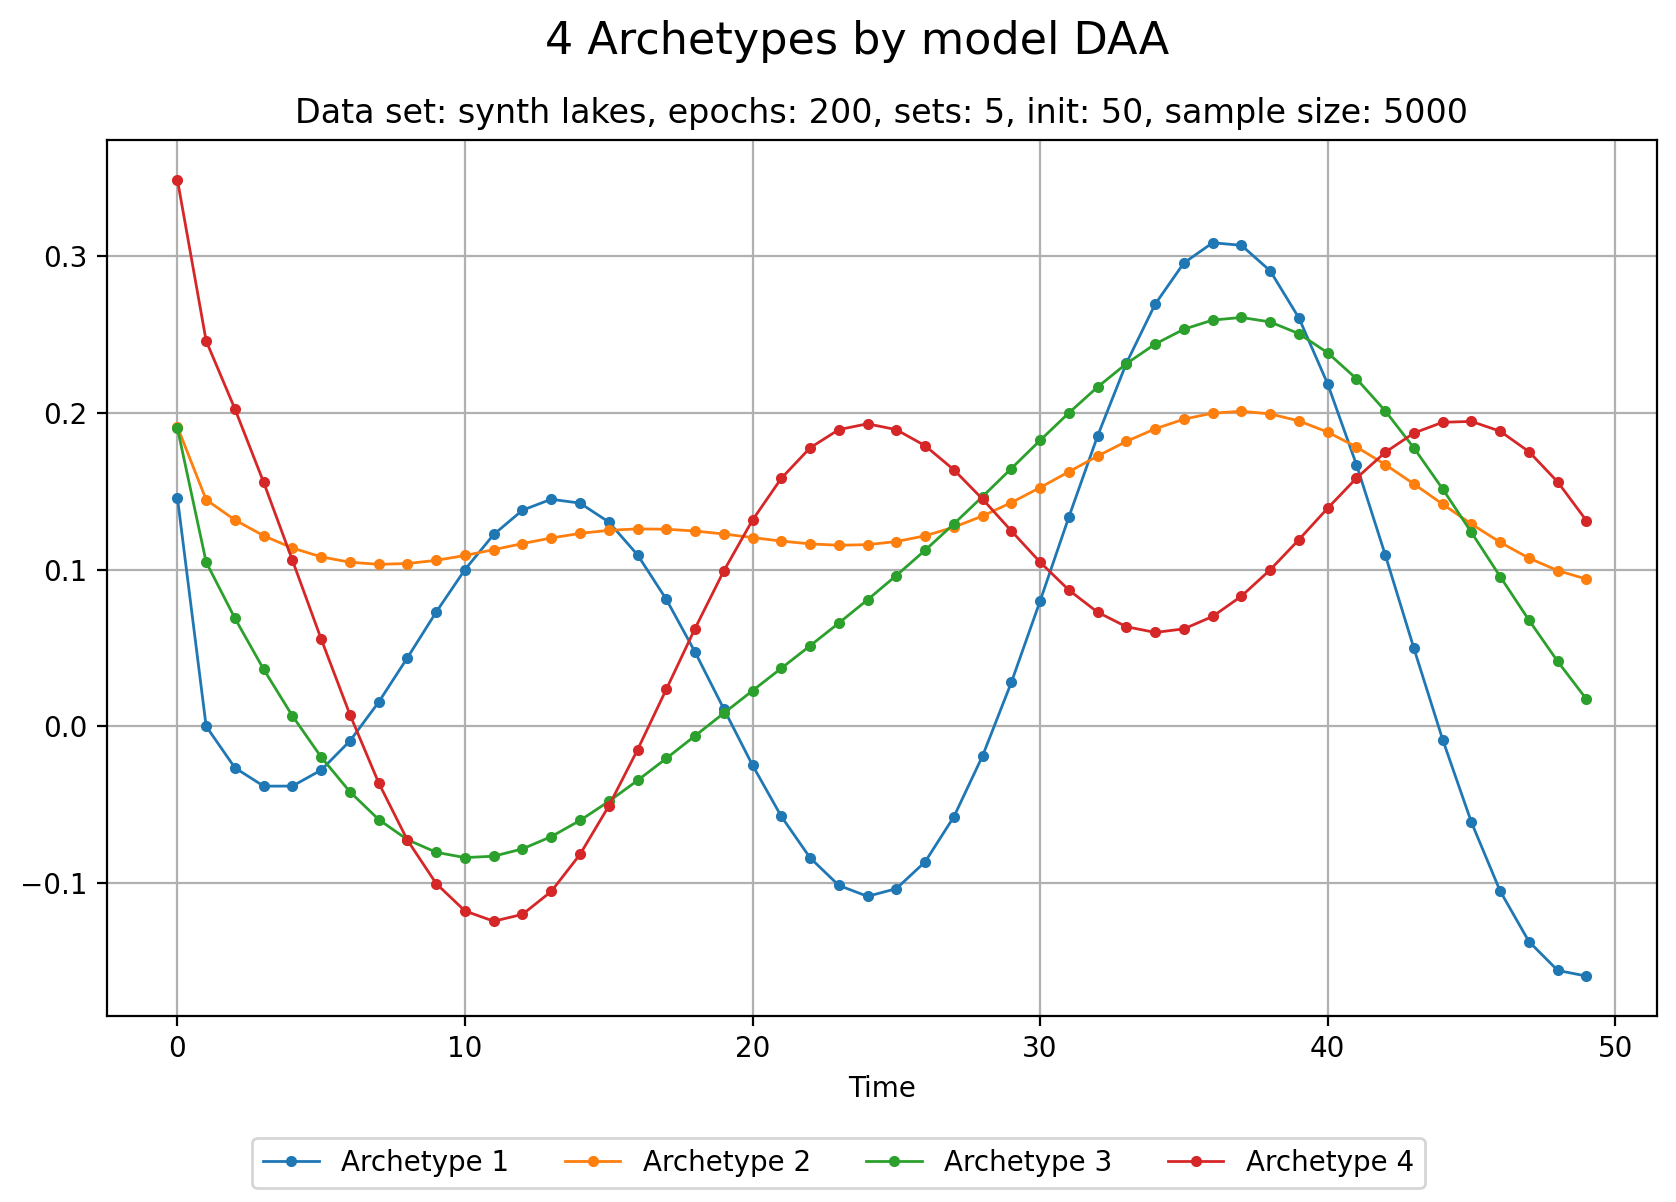 4 Archetypes by model DAA
Data set: synth lakes, epochs: 200, sets: 5, init: 50, sample size: 5000
0.3
0.2
0.1
0.0
−0.1
0 10 20 30 40 50
Time
Archetype 1 Archetype 2 Archetype 3 Archetype 4